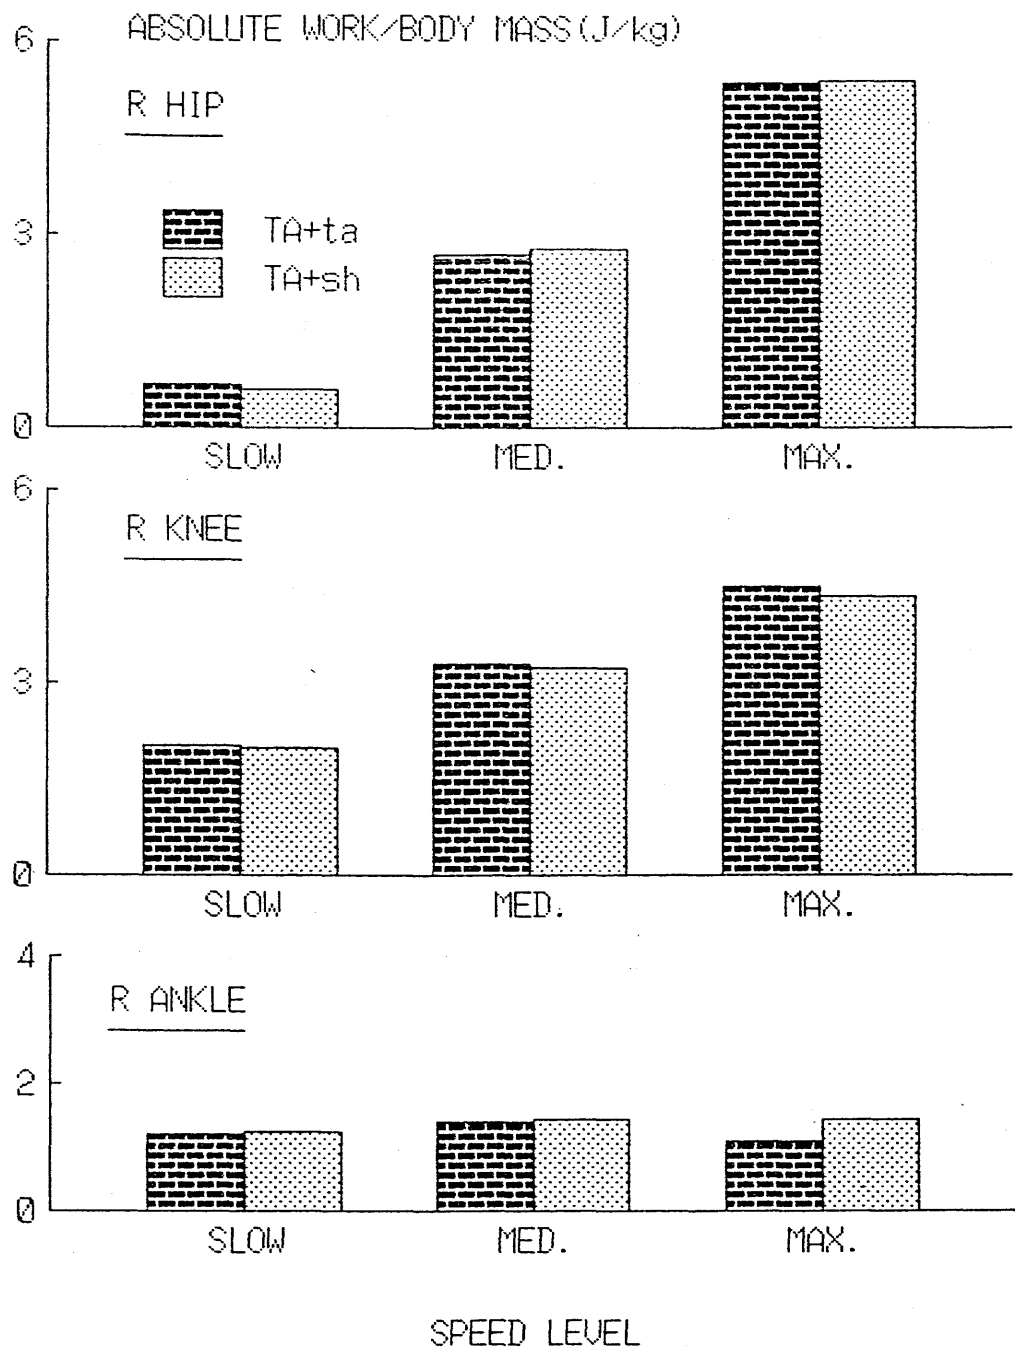 ABSOLUTE WORK/BODY MASS(J/kg)
6
R HIP
3
TA+ta
TA+sh
0
SLOW MED. MAX.
6
R KNEE
3
0
SLOW MED. MAX.
4
R ANKLE
2
0
SLOW MED. MAX.
SPEED LEVEL